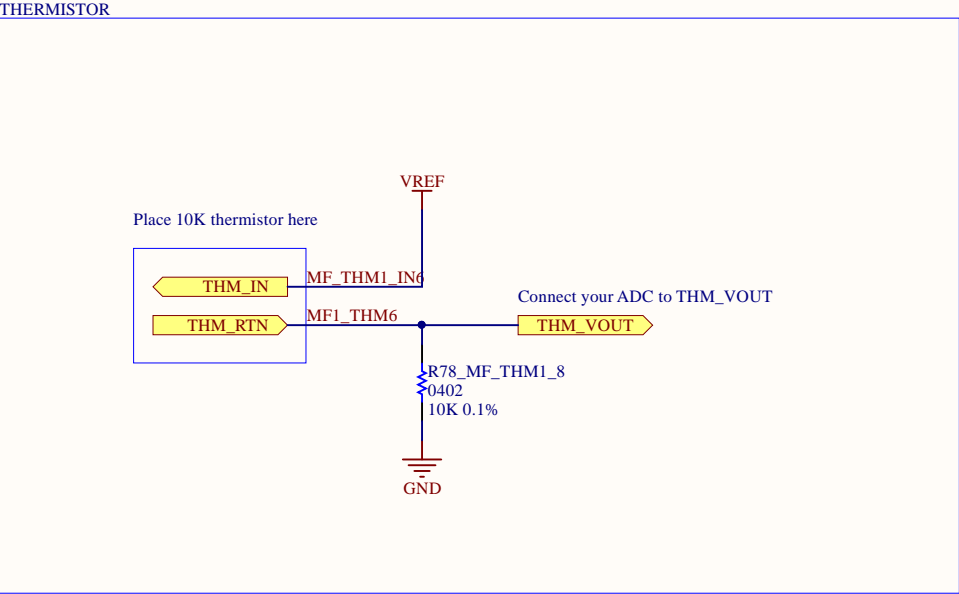 THERMISTOR
VREF
Place 10K thermistor here
THM_IN
MF_THM1_IN6
Connect your ADC to THM_VOUT
THM_RTN
MF1_THM6
THM_VOUT
R78_MF_THM1_8
0402
10K 0.1%
GND